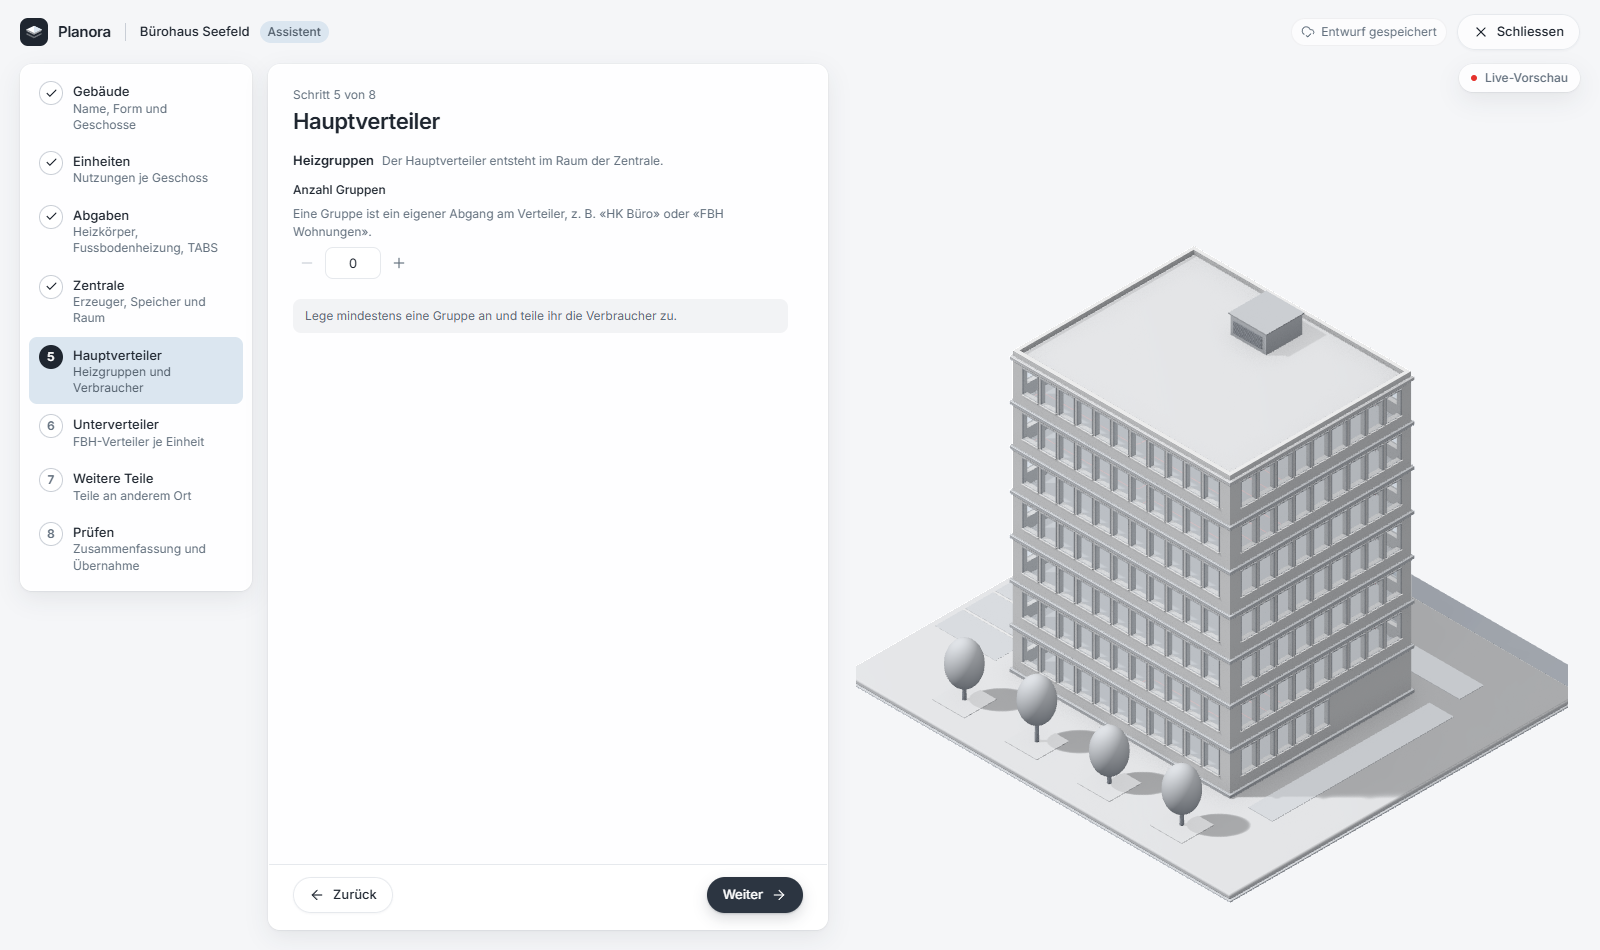 Planora
Bürohaus Seefeld
Assistent
Entwurf gespeichert
Schliessen
Gebäude
Name, Form und
Geschosse
Einheiten
Nutzungen je Geschoss
Abgaben
Heizkörper,
Fussbodenheizung, TABS
Zentrale
Erzeuger, Speicher und
Raum
5
Hauptverteiler
Heizgruppen und
Verbraucher
6
Unterverteiler
FBH-Verteiler je Einheit
7
Weitere Teile
Teile an anderem Ort
8
Prüfen
Zusammenfassung und
Übernahme
Schritt 5 von 8
Hauptverteiler
Heizgruppen Der Hauptverteiler entsteht im Raum der Zentrale.
Anzahl Gruppen
Eine Gruppe ist ein eigener Abgang am Verteiler, z. B. «HK Büro» oder «FBH
Wohnungen».
0
Lege mindestens eine Gruppe an und teile ihr die Verbraucher zu.
Zurück
Weiter
Live-Vorschau